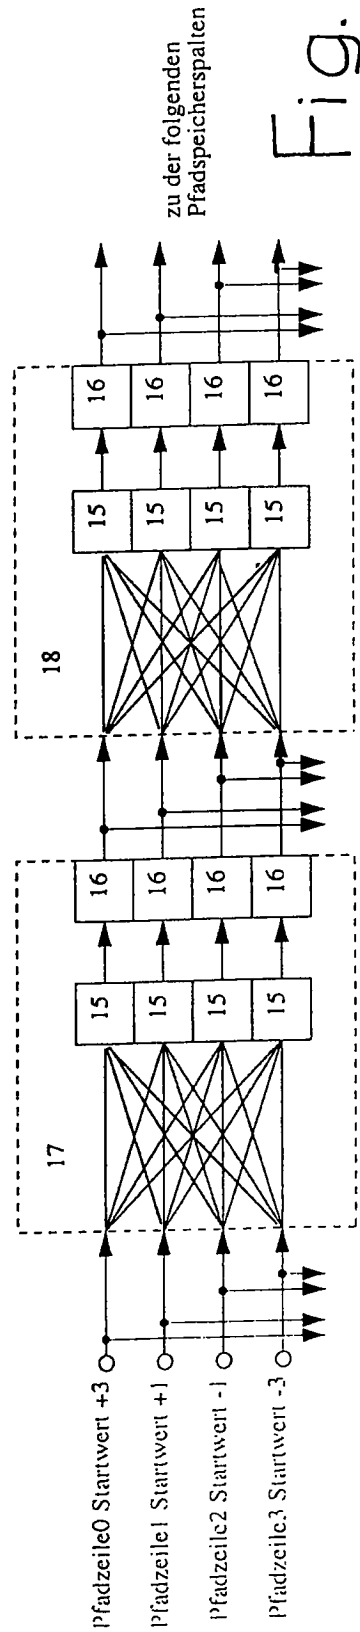 Pfadzeile0 Startwert +3
Pfadzeile1 Startwert +1
Pfadzeile2 Startwert -1
Pfadzeile3 Startwert -3
17
15
15
15
15
16
16
16
16
18
15
15
15
15
16
16
16
16
zu der folgenden
Pfadspeicherspalten
Fig.